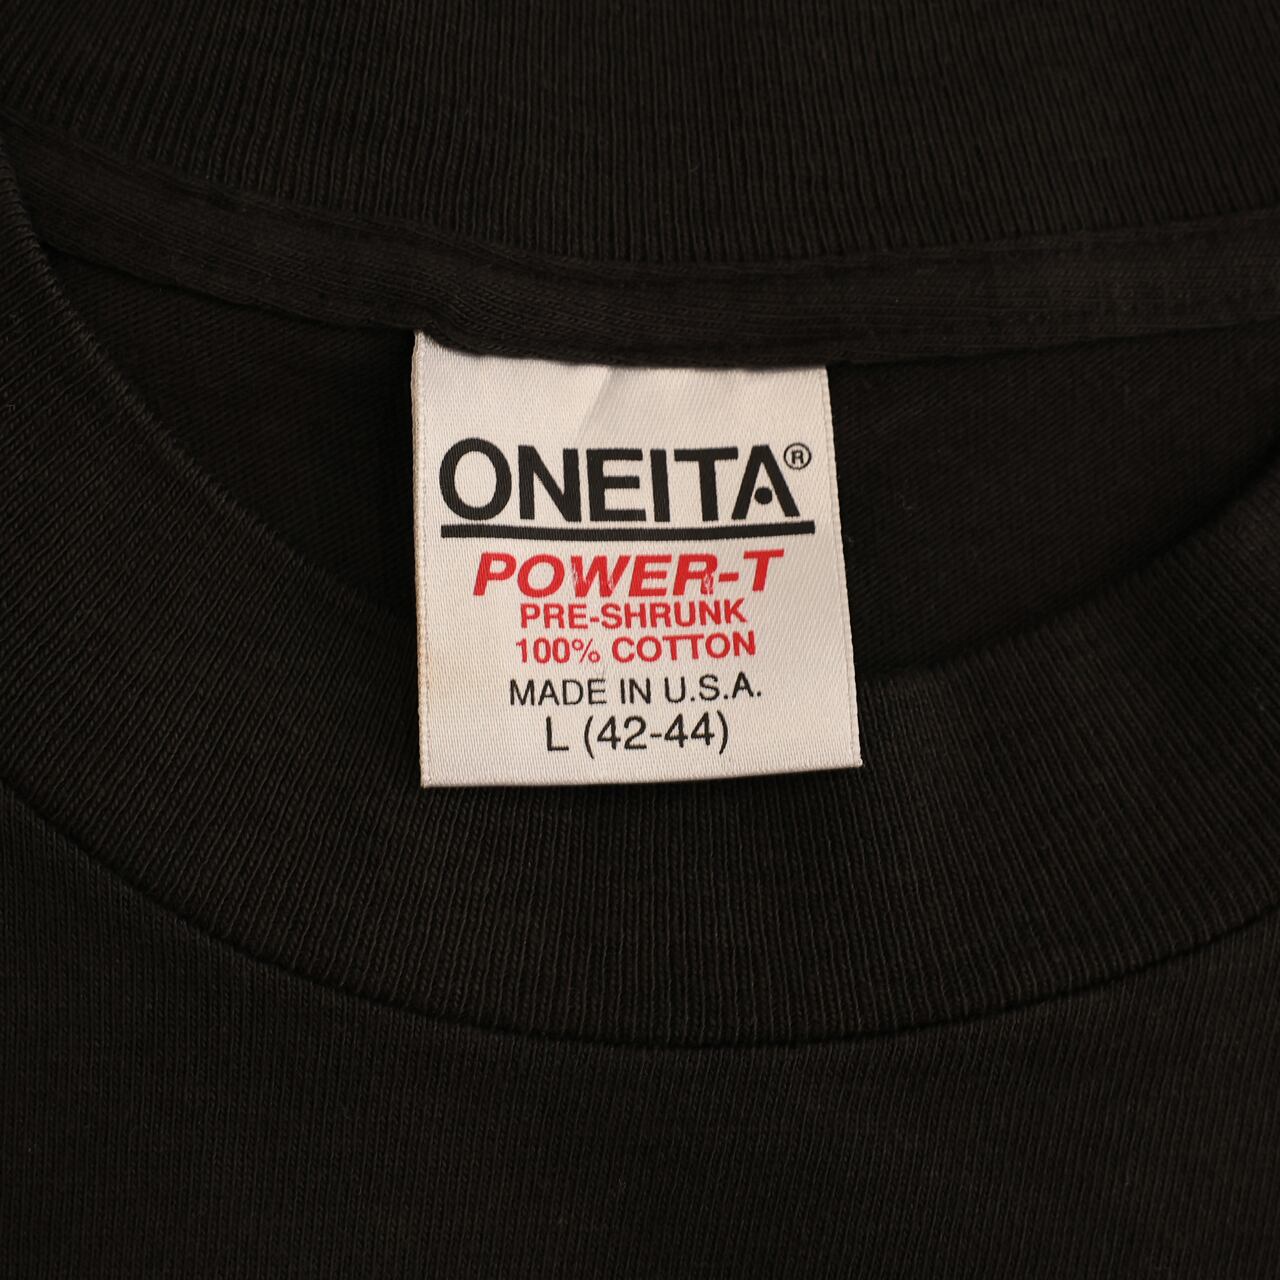 ONEITA®
POWER-T
PRE-SHRUNK
100% COTTON
MADE IN U.S.A.
L (42-44)